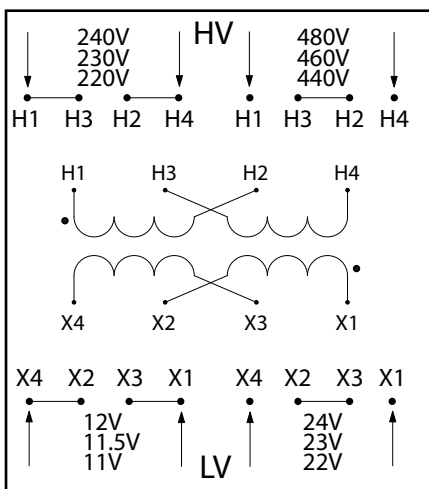 240V HV 480V
230V 460V
220V 440V
H1 H3 H2 H4 H1 H3 H2 H4
H1 H3 H2 H4
X4 X2 X3 X1
X4 X2 X3 X1 X4 X2 X3 X1
12V 24V
11.5V 23V
11V LV 22V